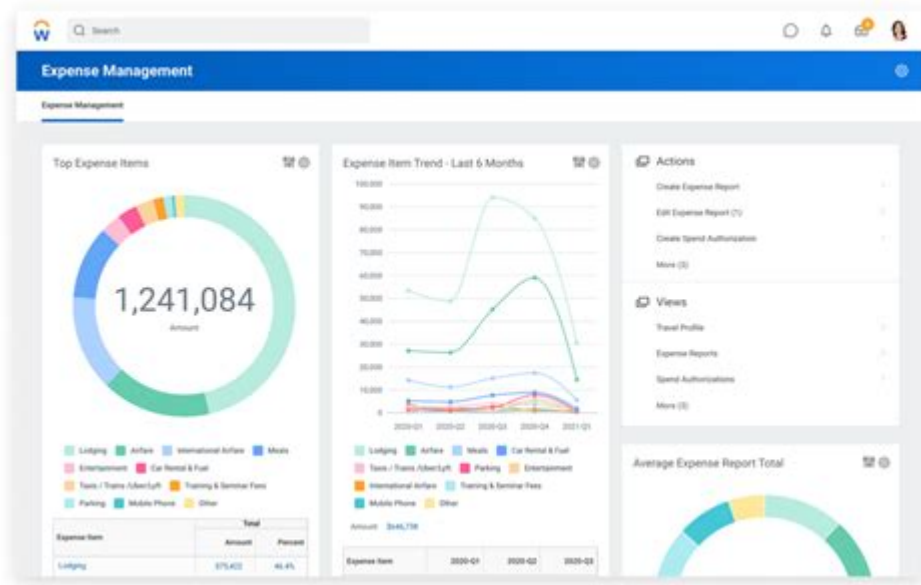 W
Search
Expense Management
Expense Management
Top Expense Items
1,241,084
Amount
Lodging Airfare International Airfare Meals
Entertainment Car Rental & Fuel
Taxis / Trains /Uber/Lyft Training & Seminar Fees
Parking Mobile Phone Other
Expense Item Total
Amount Percent
Lodging 575,422 46.4%
Expense Item Trend - Last 6 Months
100,000
90,000
80,000
70,000
60,000
50,000
40,000
30,000
20,000
10,000
0
2020-Q1 2020-Q2 2020-Q3 2020-Q4 2021-Q1
Lodging Airfare Meals Car Rental & Fuel
Taxis / Trains /Uber/Lyft Parking Entertainment
International Airfare Training & Seminar Fees
Mobile Phone Other
Amount $646,738
Expense Item 2020-Q1 2020-Q2 2020-Q3
Actions
Create Expense Report
Edit Expense Report (1)
Create Spend Authorization
More (3)
Views
Travel Profile
Expense Reports
Spend Authorizations
More (3)
Average Expense Report Total